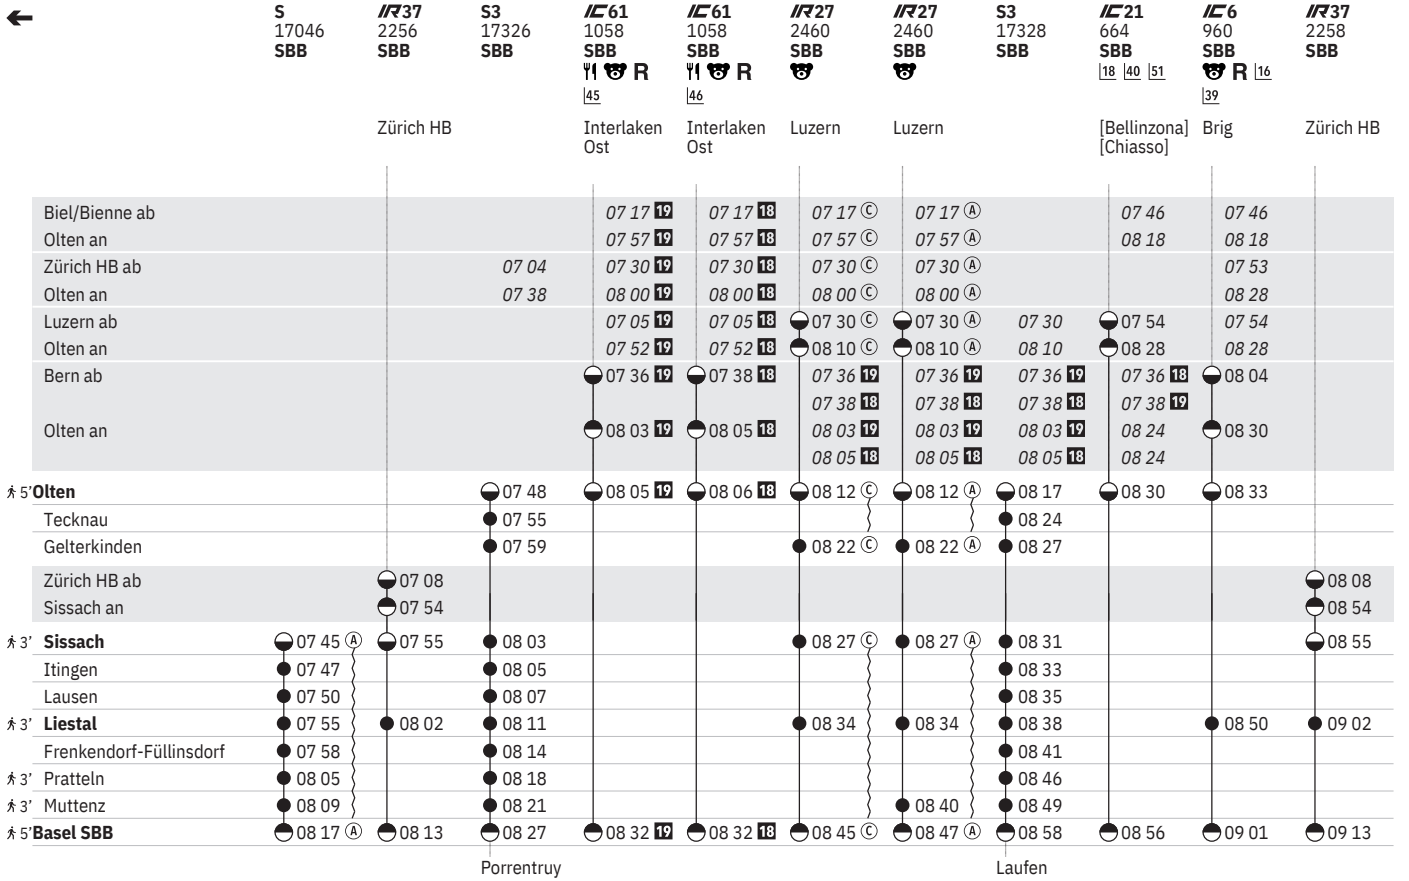 S IR37 S3 IC61 IC61 IR27 IR27 S3 IC21 IC6 IR37
17046 2256 17326 1058 1058 2460 2460 17328 664 960 2258
SBB SBB SBB SBB SBB SBB SBB SBB SBB SBB SBB
R R 18 40 51 R 16
45 46 39
Zürich HB Interlaken Interlaken Luzern Luzern [Bellinzona] Brig Zürich HB
Ost Ost [Chiasso]
Biel/Bienne ab 07 17 19 07 17 18 07 17 C 07 17 A 07 46 07 46
Olten an 07 57 19 07 57 18 07 57 C 07 57 A 08 18 08 18
Zürich HB ab 07 04 07 30 19 07 30 18 07 30 C 07 30 A 07 53
Olten an 07 38 08 00 19 08 00 18 08 00 C 08 00 A 08 28
Luzern ab 07 05 19 07 05 18 07 30 C 07 30 A 07 30 07 54 07 54
Olten an 07 52 19 07 52 18 08 10 C 08 10 A 08 10 08 28 08 28
Bern ab 07 36 19 07 38 18 07 36 19 07 36 19 07 36 19 07 36 18 08 04
07 38 18 07 38 18 07 38 18 07 38 19
Olten an 08 03 19 08 05 18 08 03 19 08 03 19 08 03 19 08 24 08 30
08 05 18 08 05 18 08 05 18 08 24
5’ Olten 07 48 08 05 19 08 06 18 08 12 C 08 12 A 08 17 08 30 08 33
Tecknau 07 55 08 24
Gelterkinden 07 59 08 22 C 08 22 A 08 27
Zürich HB ab 07 08 08 08
Sissach an 07 54 08 54
3’ Sissach 07 45 A 07 55 08 03 08 27 C 08 27 A 08 31 08 55
Itingen 07 47 08 05 08 33
Lausen 07 50 08 07 08 35
3’ Liestal 07 55 08 02 08 11 08 34 08 34 08 38 08 50 09 02
Frenkendorf-Füllinsdorf 07 58 08 14 08 41
3’ Pratteln 08 05 08 18 08 46
3’ Muttenz 08 09 08 21 08 40 08 49
5’ Basel SBB 08 17 A 08 13 08 27 08 32 19 08 32 18 08 45 C 08 47 A 08 58 08 56 09 01 09 13
Porrentruy Laufen